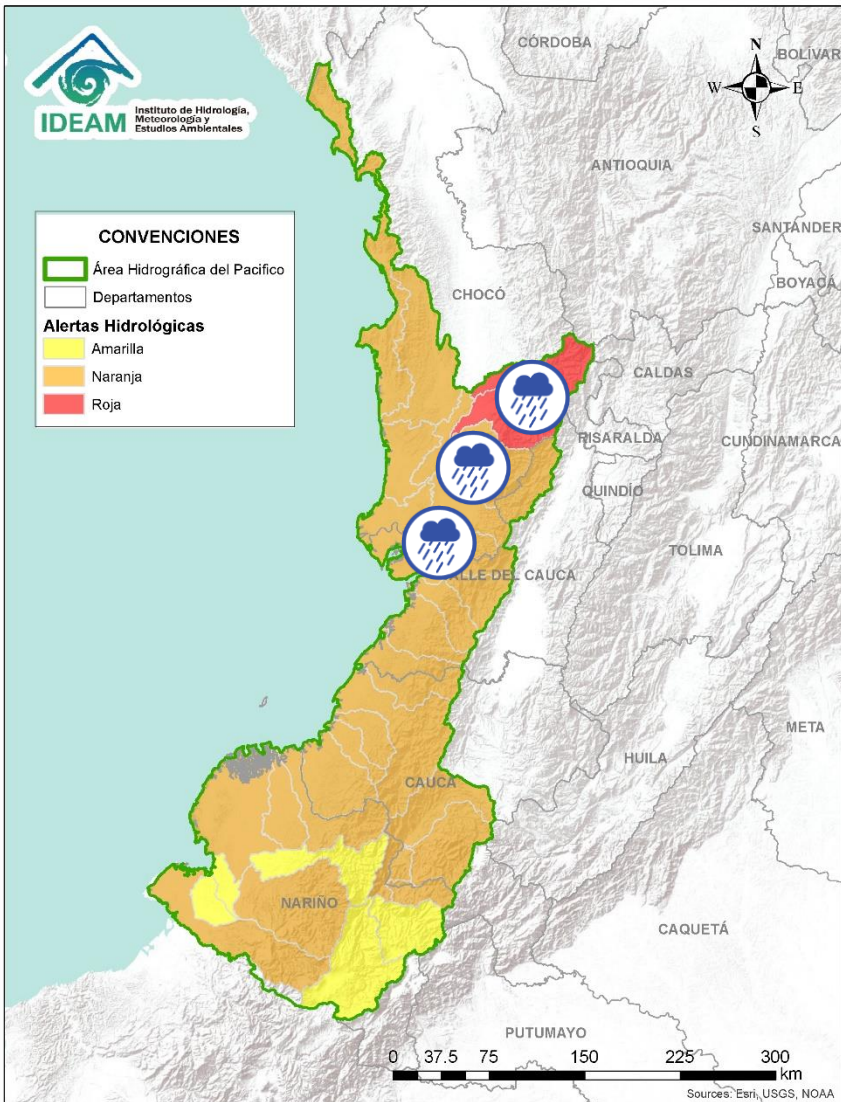 IDEAM
Instituto de Hidrología,
Meteorología y
Estudios Ambientales
CÓRDOBA
BOLÍVAR
N
W
E
S
ANTIOQUIA
SANTANDER
BOYACÁ
CONVENCIONES
Área Hidrográfica del Pacifico
Departamentos
Alertas Hidrológicas
Amarilla
Naranja
Roja
CHOCÓ
CALDAS
RISARALDA
CUNDINAMARCA
QUINDÍO
TOLIMA
ALLE DEL CAUCA
META
HUILA
CAUCA
NARIÑO
CAQUETÁ
PUTUMAYO
0 37.5 75 150 225 300
km
Sources: Esri, USGS, NOAA